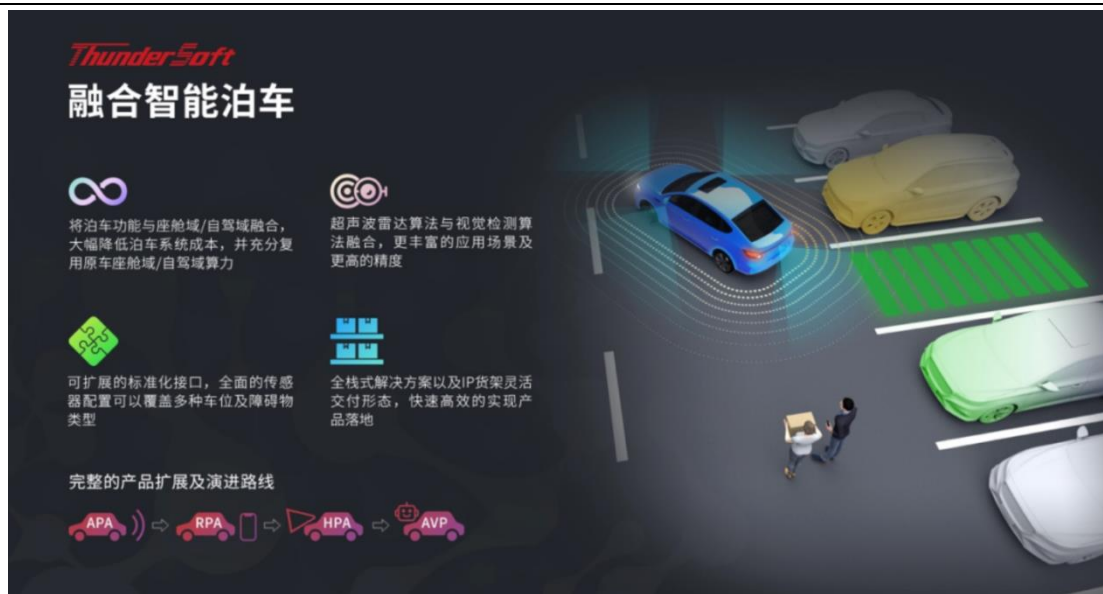 ThunderSoft
融合智能泊车
将泊车功能与座舱域/自驾域融合，
大幅降低泊车系统成本，并充分复
用原车座舱域/自驾域算力
超声波雷达算法与视觉检测算
法融合，更丰富的应用场景及
更高的精度
可扩展的标准化接口，全面的传感
器配置可以覆盖多种车位及障碍物
类型
全栈式解决方案以及IP货架灵活
交付形态，快速高效的实现产
品落地
完整的产品扩展及演进路线
APA
RPA
HPA
AVP